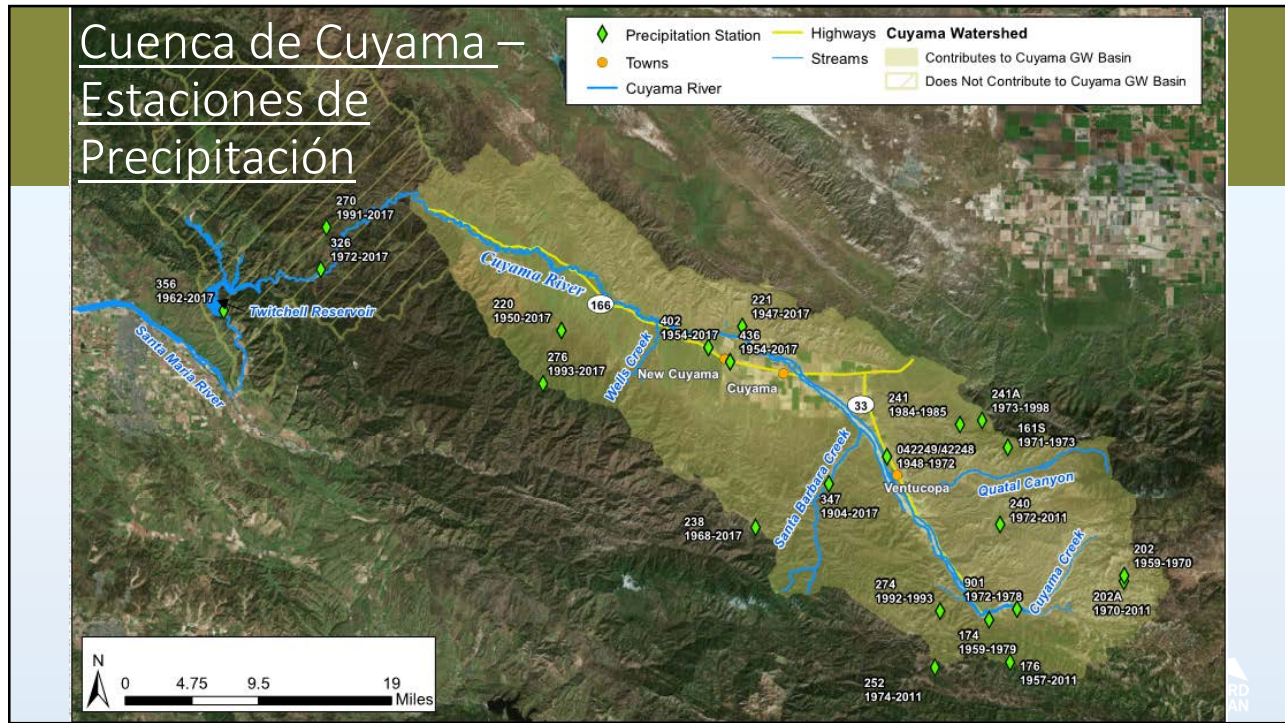 Cuenca de Cuyama –
Estaciones de
Precipitación
Precipitation Station
Towns
Cuyama River
Highways
Streams
Cuyama Watershed
Contributes to Cuyama GW Basin
Does Not Contribute to Cuyama GW Basin
270
1991-2017
326
1972-2017
356
1962-2017
Twitchell Reservoir
Santa Maria River
Cuyama River
166
220
1950-2017
276
1993-2017
Wells Creek
402
1954-2017
221
1947-2017
436
1954-2017
New Cuyama
Cuyama
33
241
1984-1985
241A
1973-1998
161S
1971-1973
042249/42248
1948-1972
Ventucopa
Quatal Canyon
Santa Barbara Creek
347
1904-2017
238
1968-2017
240
1972-2011
Cuyama Creek
202
1959-1970
202A
1970-2011
274
1992-1993
901
1972-1978
174
1959-1979
176
1957-2011
252
1974-2011
N
0 4.75 9.5 19
Miles
RD
AN